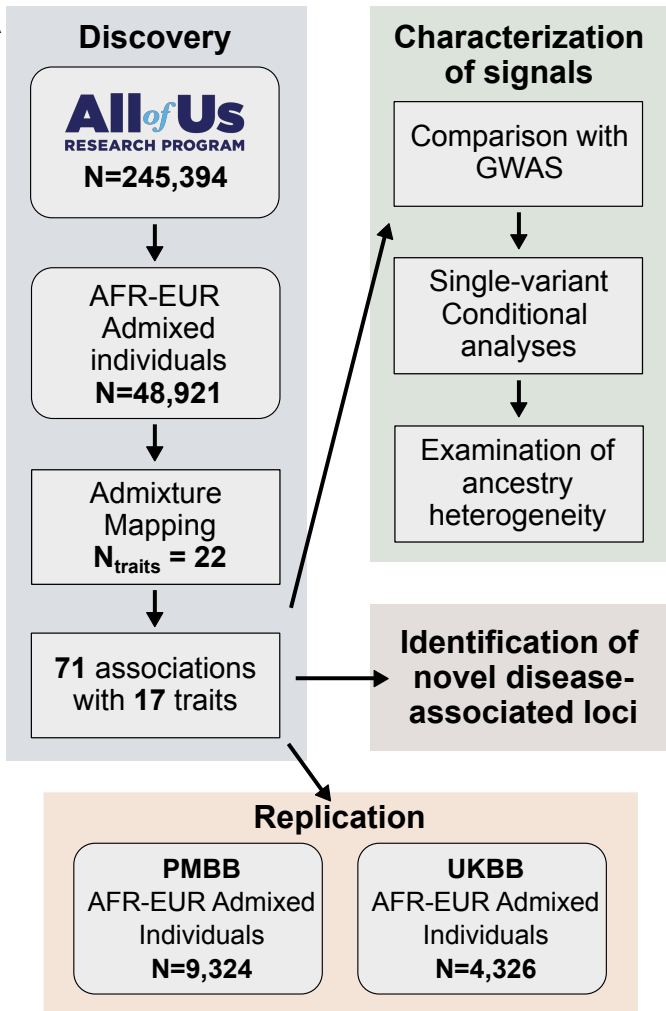 Discovery
All of Us
RESEARCH PROGRAM
N=245,394
AFR-EUR
Admixed
individuals
N=48,921
Admixture
Mapping
Ntraits = 22
71 associations
with 17 traits
Characterization
of signals
Comparison with
GWAS
Single-variant
Conditional
analyses
Examination of
ancestry
heterogeneity
Identification of
novel disease-
associated loci
Replication
PMBB
AFR-EUR Admixed
Individuals
N=9,324
UKBB
AFR-EUR Admixed
Individuals
N=4,326